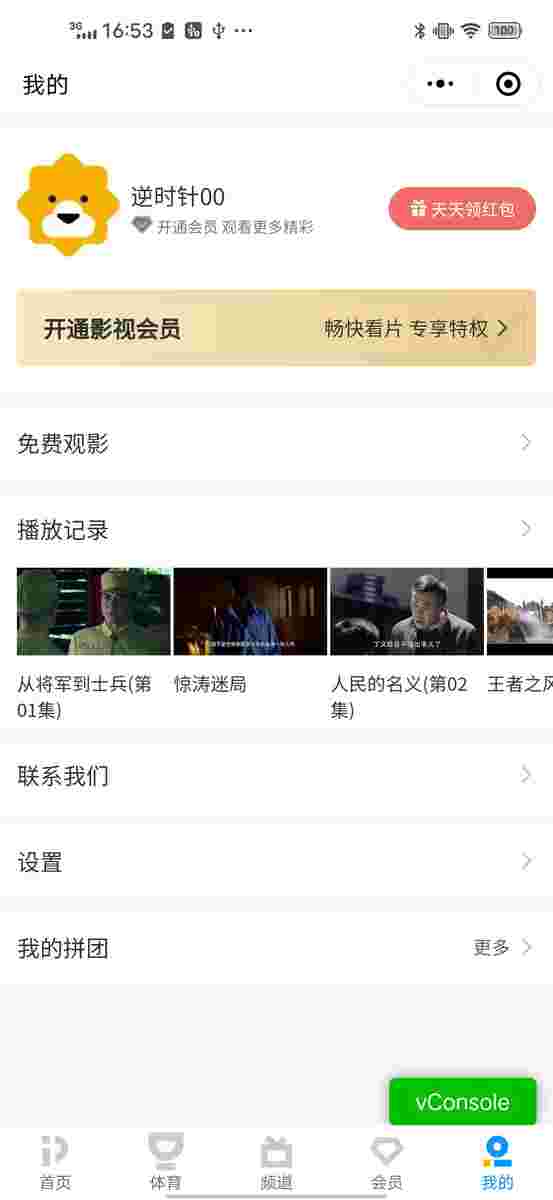 3G 16:53 100
我的
逆时针00
开通会员 观看更多精彩
天天领红包
开通影视会员
畅快看片 专享特权
免费观影
播放记录
从将军到士兵(第01集)
惊涛迷局
人民的名义(第02集)
王者之风
联系我们
设置
我的拼团
更多
vConsole
首页
体育
频道
会员
我的